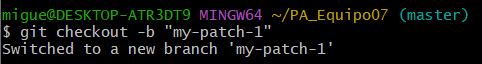 migue@DESKTOP-ATR3DT9 MINGW64 ~/PA_Equipo07 (master)
$ git checkout -b "my-patch-1"
Switched to a new branch 'my-patch-1'